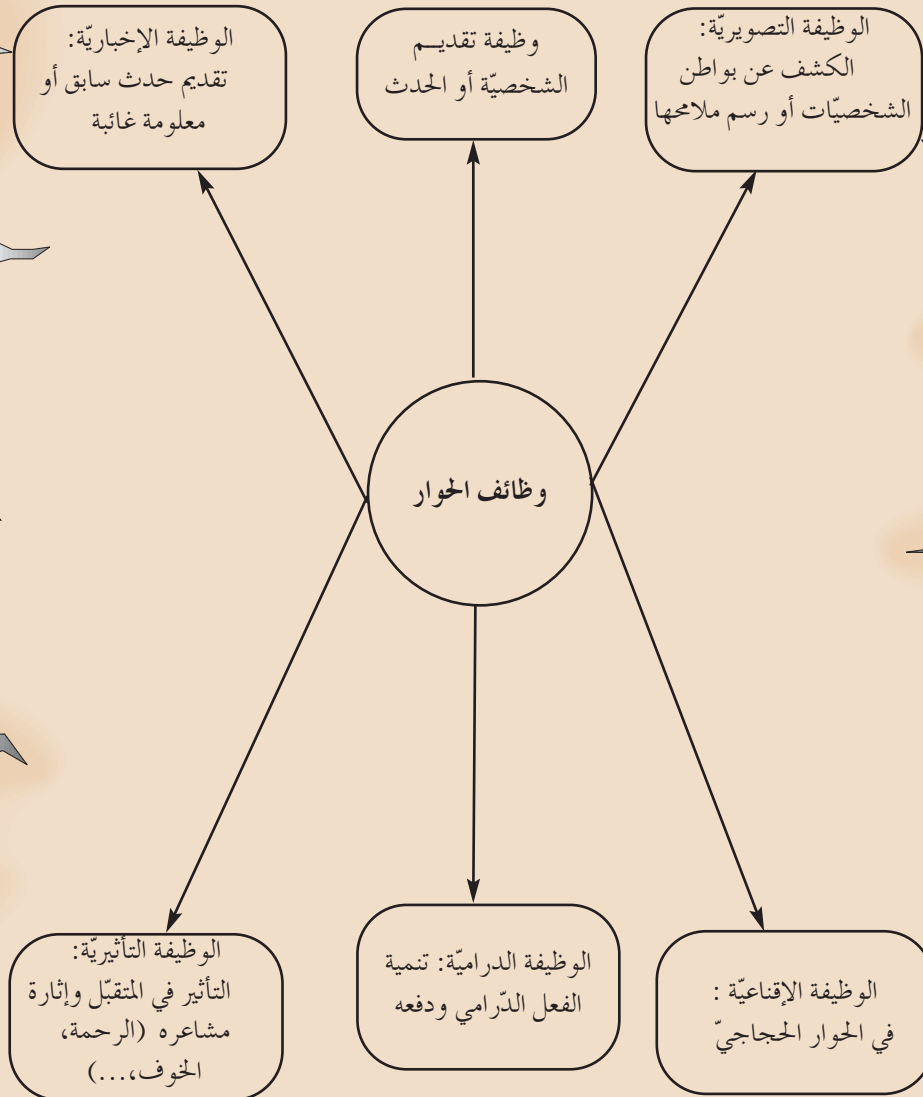 الوظيفة التصويريّة:
الكشف عن بواطن
الشخصيّات أو رسم ملامحها
وظيفة تقديــم
الشخصيّة أو الحدث
الوظيفة الإخباريّة:
تقديم حدث سابق أو
معلومة غائبة
وظائف الحوار
الوظيفة الإقناعيّة :
في الحوار الحجاجيّ
الوظيفة الدراميّة: تنمية
الفعل الدّرامي ودفعه
الوظيفة التأثيريّة:
التأثير في المتقبّل وإثارة
مشاعره (الرحمة،
الخوف،...)